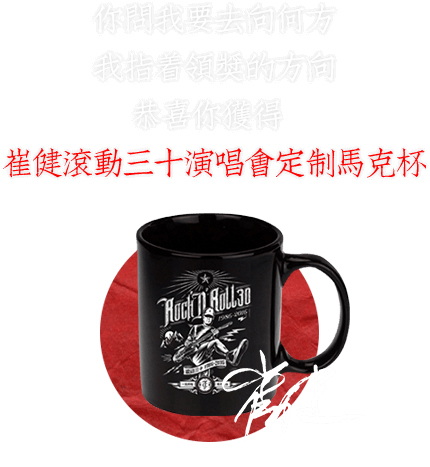 你問我要去向何方
我指着領獎的方向
恭喜你獲得
崔健滾動三十演唱會定制馬克杯
Rock N Roll 30
1986-2016